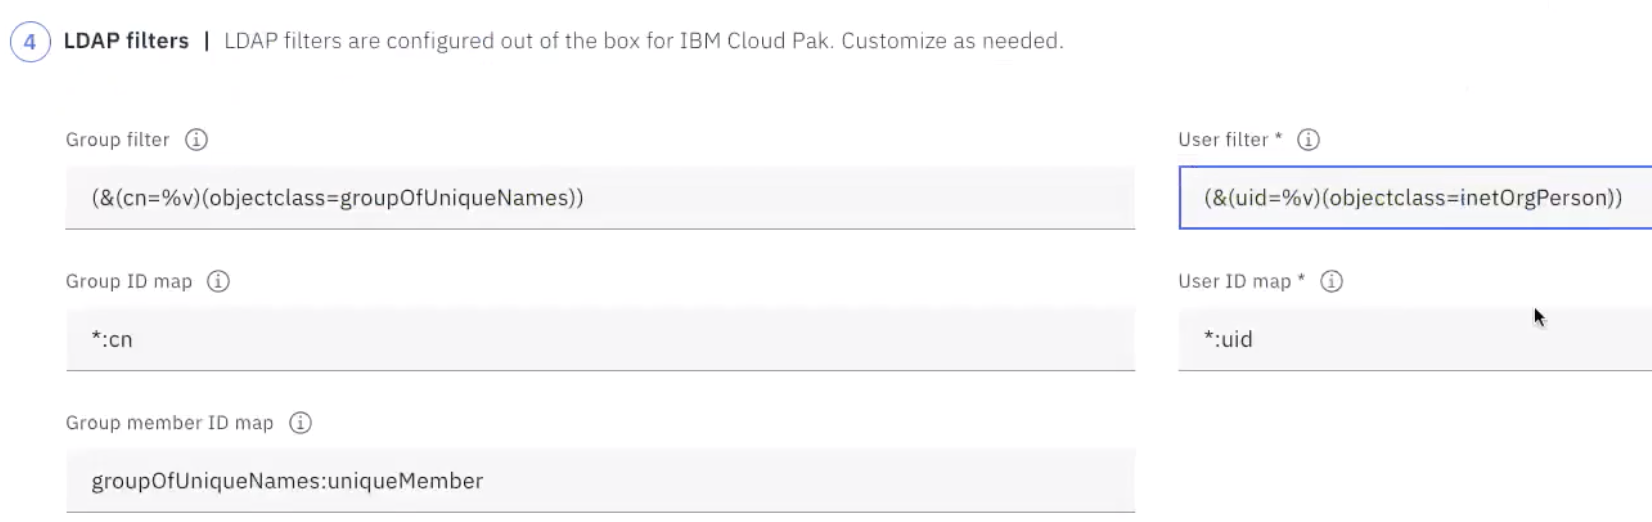 4 LDAP filters | LDAP filters are configured out of the box for IBM Cloud Pak. Customize as needed.
Group filter
(&(cn=%v)(objectclass=groupOfUniqueNames))
User filter *
(&(uid=%v)(objectclass=inetOrgPerson))
Group ID map
*:cn
User ID map *
*:uid
Group member ID map
groupOfUniqueNames:uniqueMember